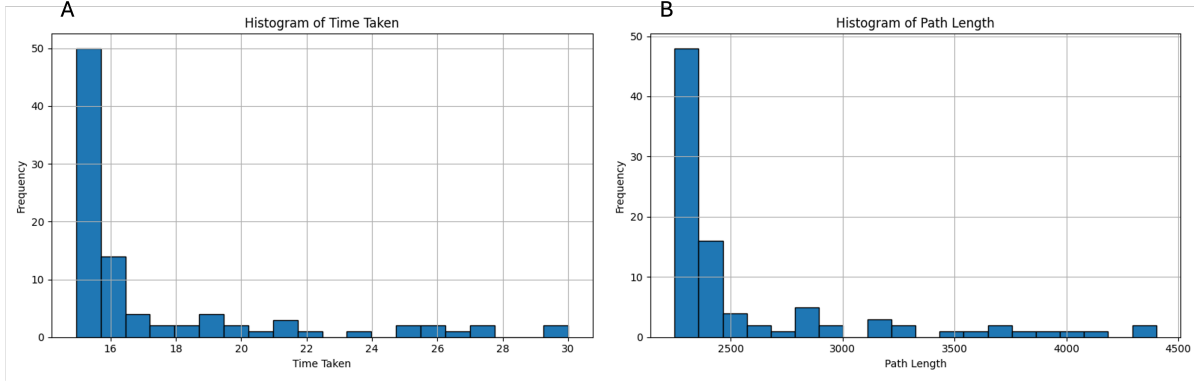 A
Histogram of Time Taken
50
40
30
20
10
0
Frequency
16 18 20 22 24 26 28 30
Time Taken
B
Histogram of Path Length
50
40
30
20
10
0
Frequency
2500 3000 3500 4000 4500
Path Length